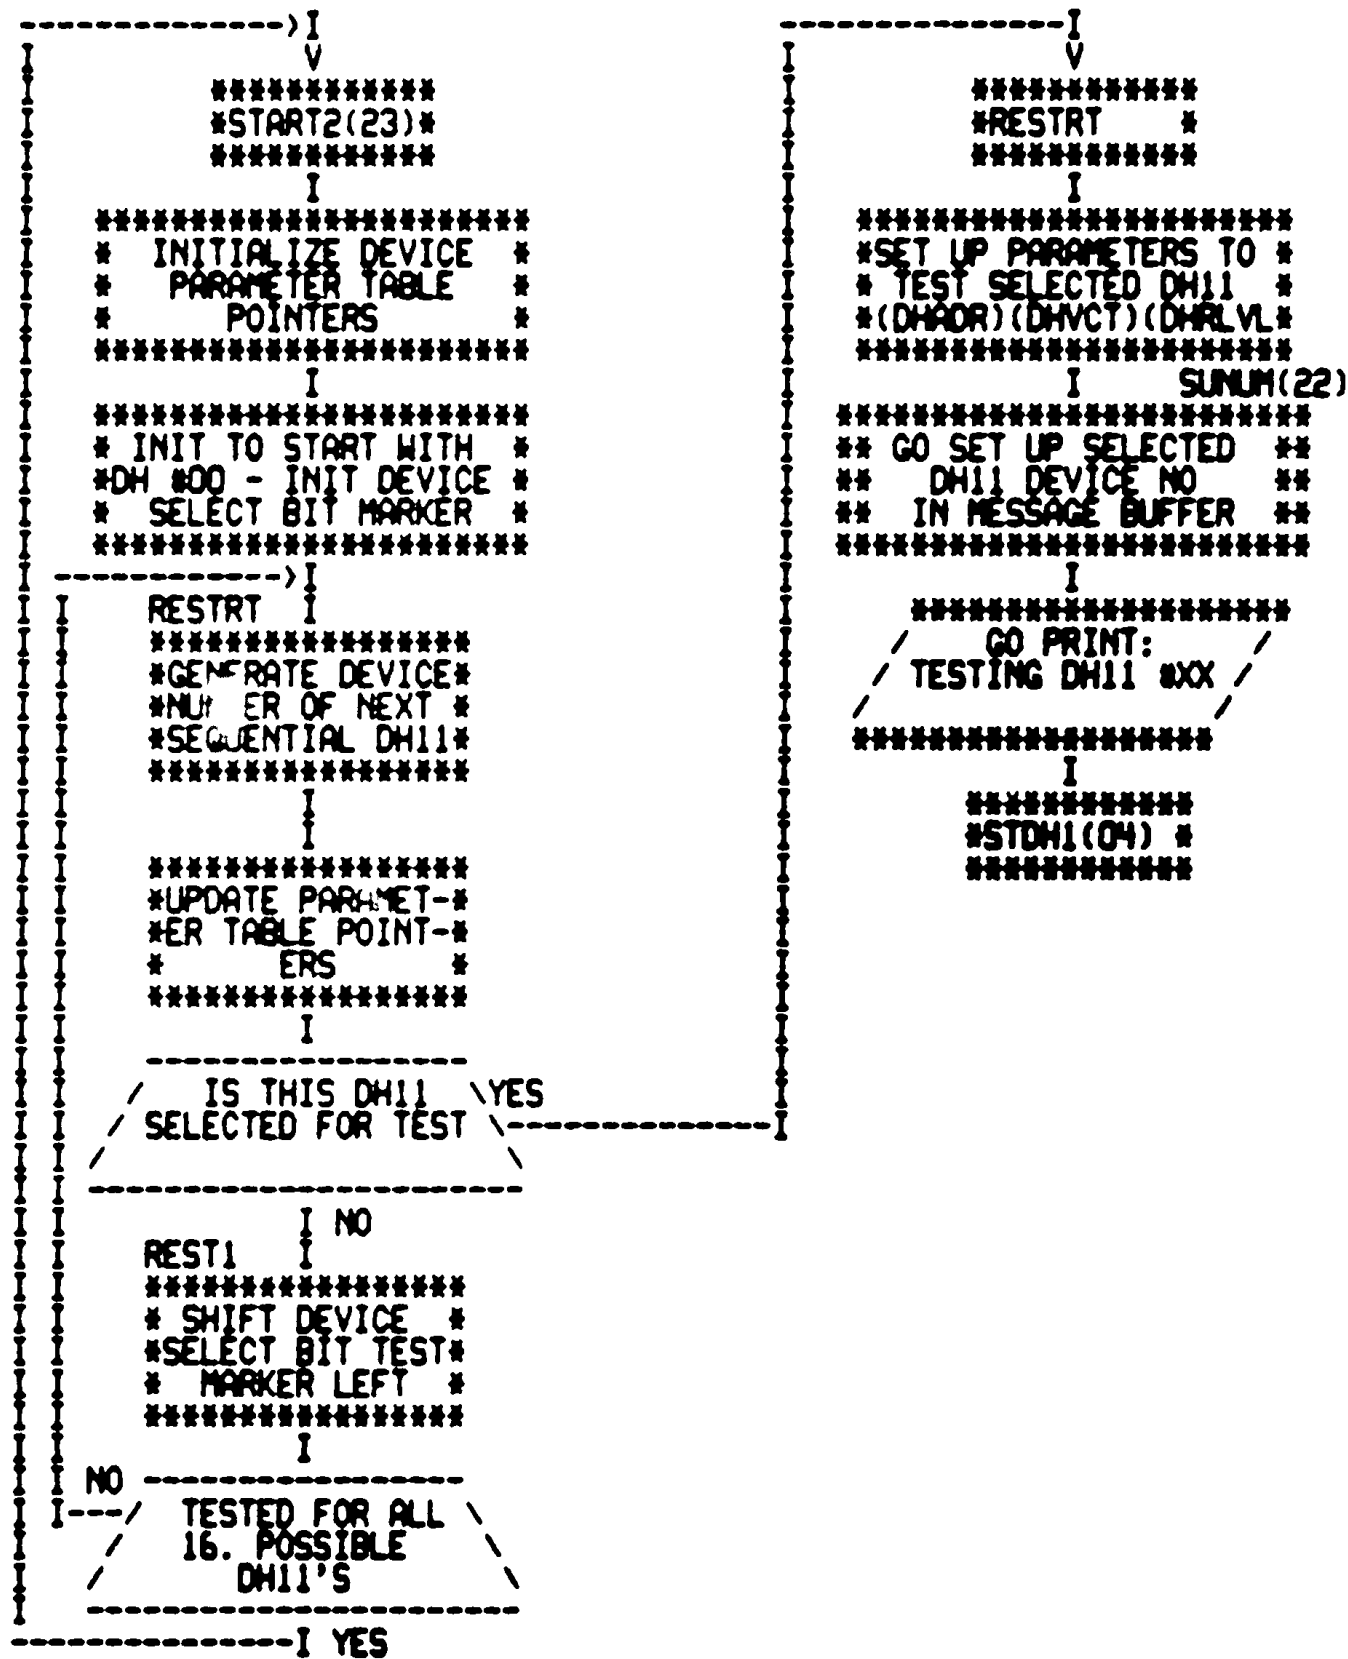 START2(23)
INITIALIZE DEVICE
PARAMETER TABLE
POINTERS
INIT TO START WITH
DH #00 - INIT DEVICE
SELECT BIT MARKER
RESTRT
GENERATE DEVICE
OF NEXT
SEQUENTIAL DH11
UPDATE PARAMET-
ER TABLE POINT-
ERS
IS THIS DH11
SELECTED FOR TEST
YES
NO
REST1
SHIFT DEVICE
SELECT BIT TEST
MARKER LEFT
NO
TESTED FOR ALL
16. POSSIBLE
DH11'S
YES
RESTRT
SET UP PARAMETERS TO
TEST SELECTED DH11
(DHADR)(DHVCT)(DHRLVL
SUNUM(22)
GO SET UP SELECTED
DH11 DEVICE NO
IN MESSAGE BUFFER
GO PRINT:
TESTING DH11 #XX
STDH1(04)